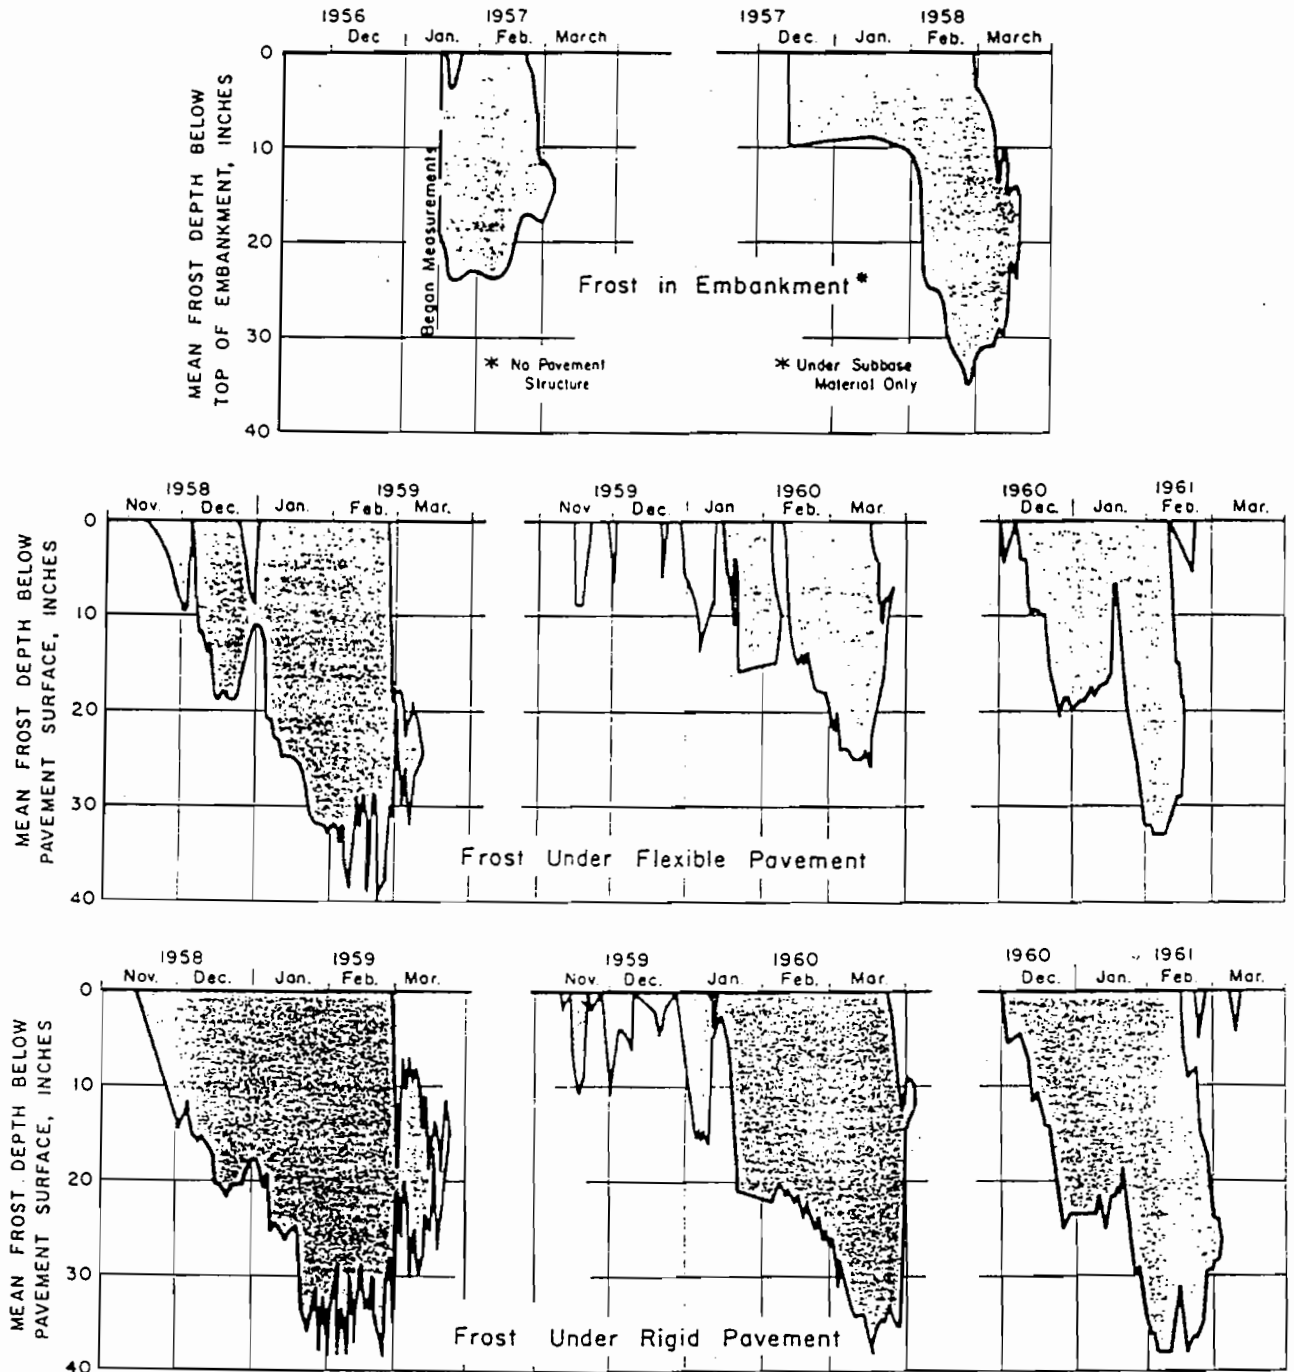 1956 1957 1957 1958
Dec Jan. Feb. March Dec. Jan. Feb. March
MEAN FROST DEPTH BELOW
TOP OF EMBANKMENT, INCHES
0
10
20
30
40
Began Measurements
Frost in Embankment*
* No Pavement
Structure
* Under Subbase
Material Only
1958 1959 1959 1960 1960 1961
Nov. Dec. Jan. Feb. Mar. Nov Dec. Jan Feb. Mar. Dec. Jan. Feb. Mar.
MEAN FROST DEPTH BELOW
PAVEMENT SURFACE, INCHES
0
10
20
30
40
Frost Under Flexible Pavement
1958 1959 1959 1960 1960 1961
Nov. Dec. Jan. Feb. Mar. Nov. Dec. Jan. Feb. Mar. Dec. Jan. Feb. Mar.
MEAN FROST DEPTH BELOW
PAVEMENT SURFACE, INCHES
0
10
20
30
40
Frost Under Rigid Pavement